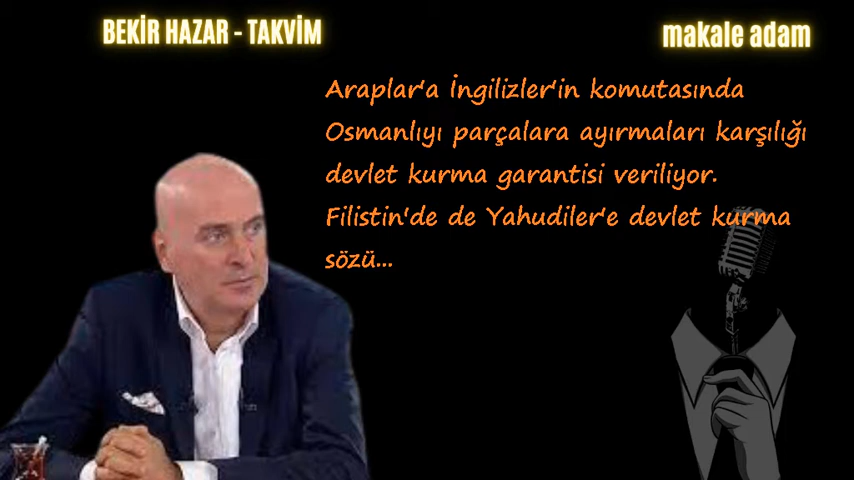 BEKİR HAZAR - TAKVİM
makale adam
Araplar'a İngilizler'in komutasında
Osmanlıyı parçalara ayırmaları karşılığı
devlet kurma garantisi veriliyor.
Filistin'de de Yahudiler'e devlet kurma
sözü...